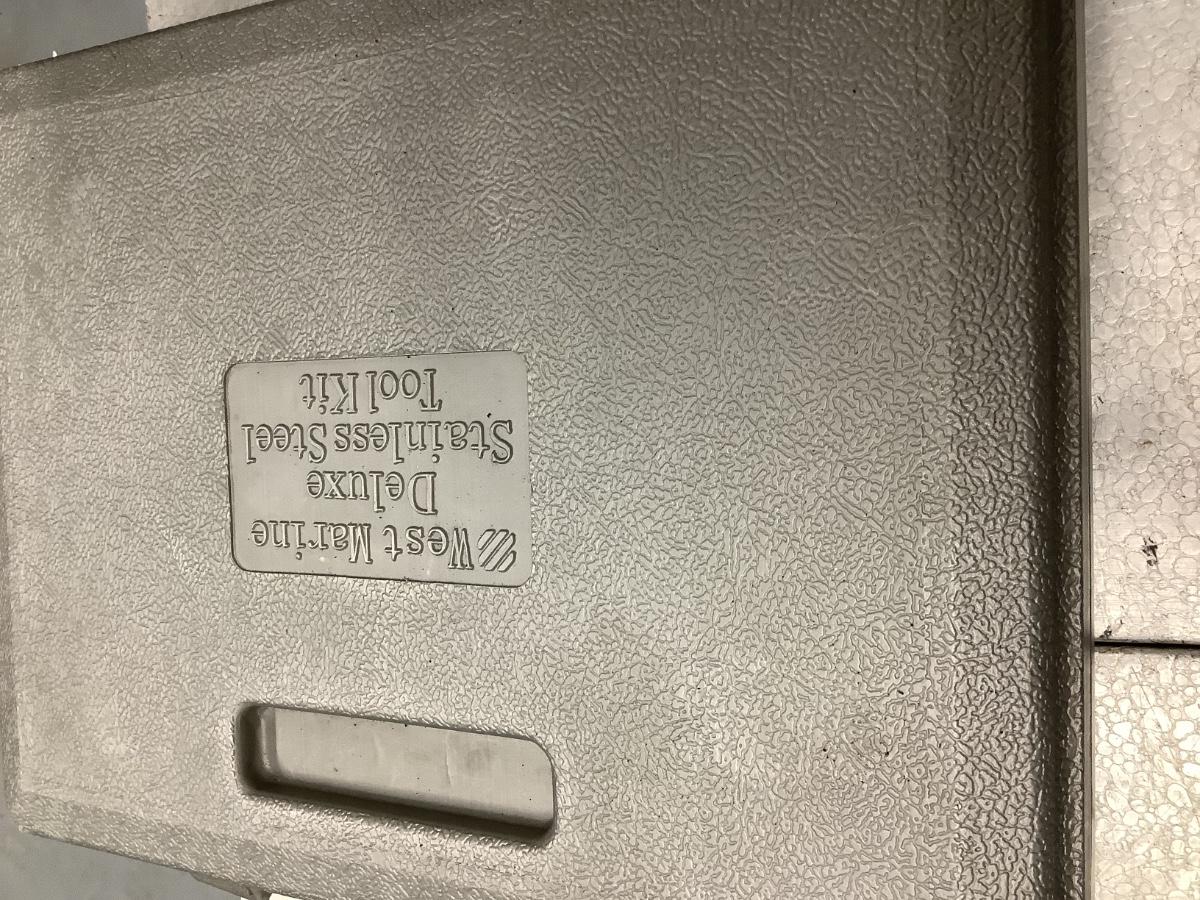 West Marine
Deluxe
Stainless Steel
Tool Kit